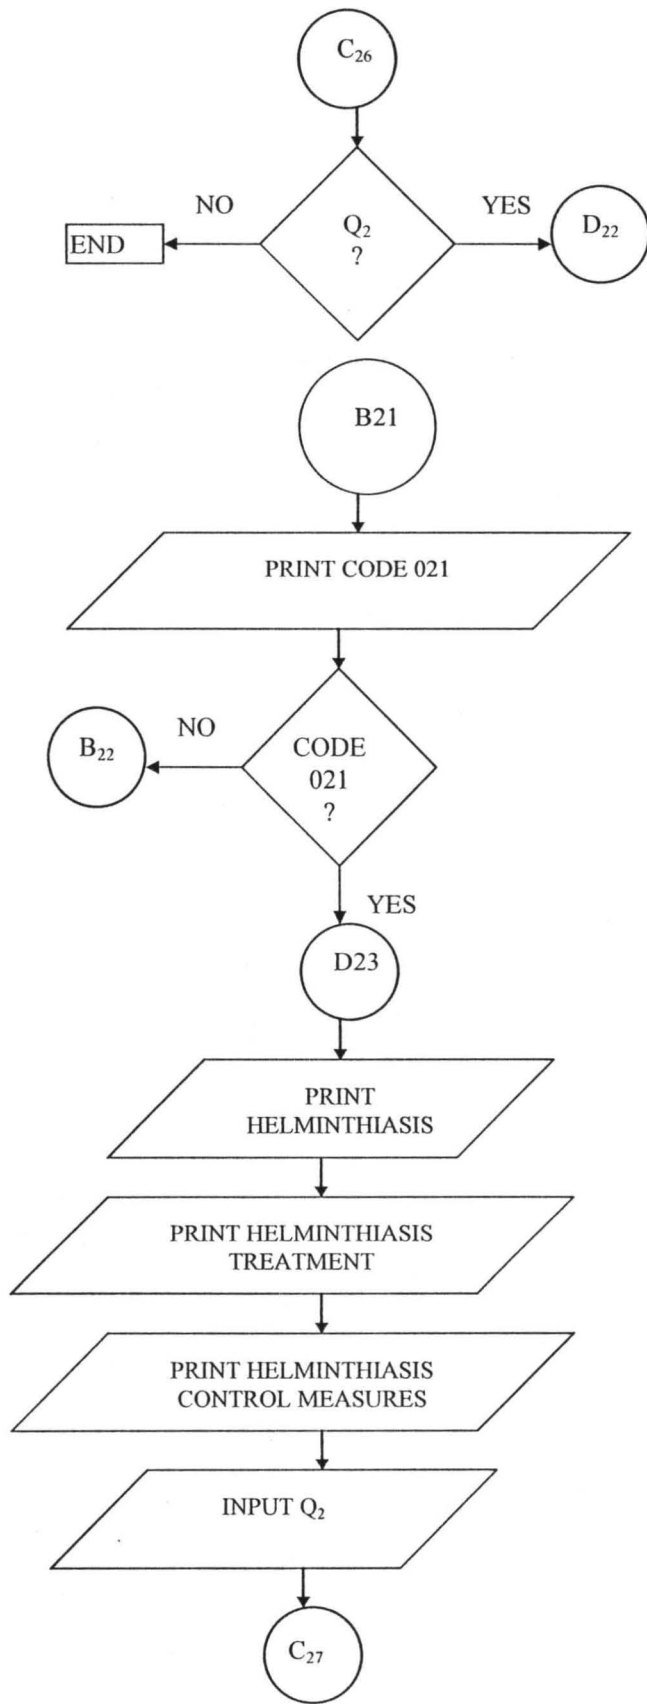 C₂₆
NO
YES
Q₂
?
END
D₂₂
B21
PRINT CODE 021
NO
B₂₂
CODE
021
?
YES
D23
PRINT
HELMINTHIASIS
PRINT HELMINTHIASIS
TREATMENT
PRINT HELMINTHIASIS
CONTROL MEASURES
INPUT Q₂
C₂₇